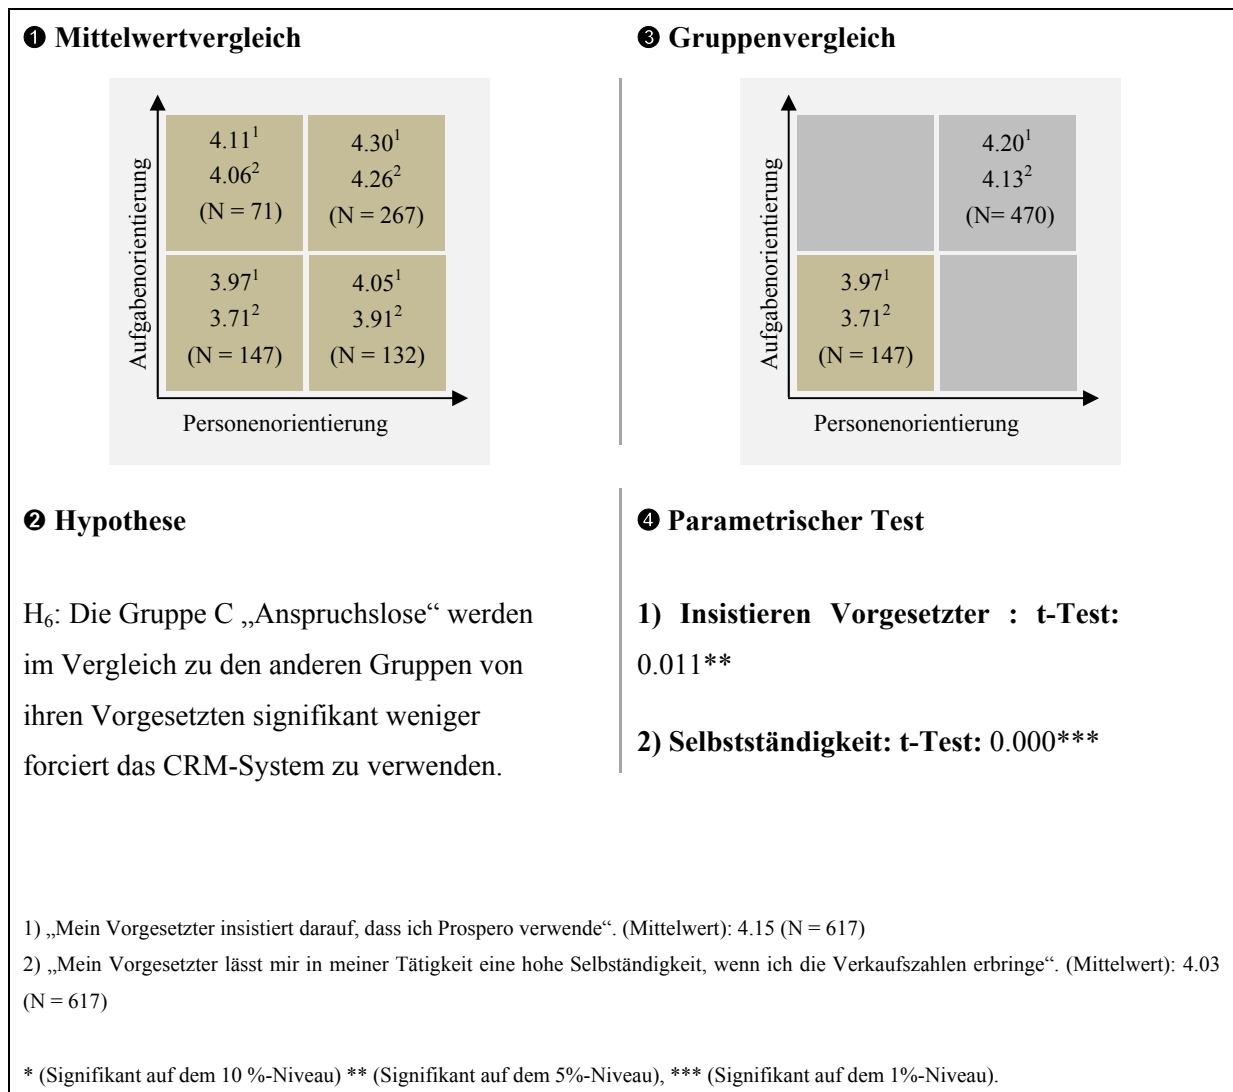 ❶ Mittelwertvergleich
Aufgabenorientierung
4.11¹
4.06²
(N = 71)
4.30¹
4.26²
(N = 267)
3.97¹
3.71²
(N = 147)
4.05¹
3.91²
(N = 132)
Personenorientierung
❷ Hypothese
H₆: Die Gruppe C „Anspruchslose“ werden
im Vergleich zu den anderen Gruppen von
ihren Vorgesetzten signifikant weniger
forciert das CRM-System zu verwenden.
❸ Gruppenvergleich
Aufgabenorientierung
4.20¹
4.13²
(N= 470)
3.97¹
3.71²
(N = 147)
Personenorientierung
❹ Parametrischer Test
1) Insistieren Vorgesetzter : t-Test:
0.011**
2) Selbstständigkeit: t-Test: 0.000***
1) „Mein Vorgesetzter insistiert darauf, dass ich Prospero verwende“. (Mittelwert): 4.15 (N = 617)
2) „Mein Vorgesetzter lässt mir in meiner Tätigkeit eine hohe Selbständigkeit, wenn ich die Verkaufszahlen erbringe“. (Mittelwert): 4.03
(N = 617)
* (Signifikant auf dem 10 %-Niveau) ** (Signifikant auf dem 5%-Niveau), *** (Signifikant auf dem 1%-Niveau).